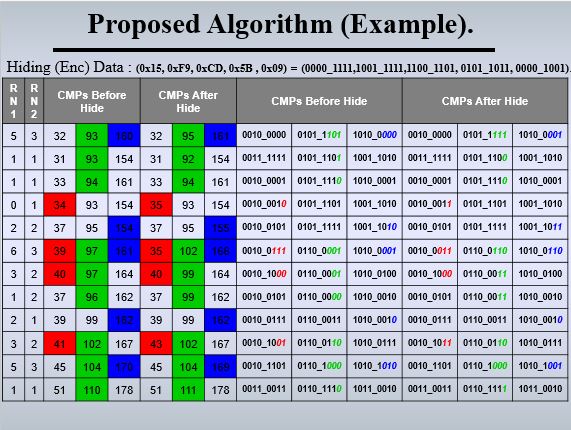 Proposed Algorithm (Example).
Hiding (Enc) Data : (0x15, 0xF9, 0xCD, 0x5B , 0x09) = (0000_1111,1001_1111,1100_1101, 0101_1011, 0000_1001).
RN1 RN2 CMPs Before Hide CMPs After Hide CMPs Before Hide CMPs After Hide
5 3 32 93 160 32 95 161 0010_0000 0101_1101 1010_0000 0010_0000 0101_1111 1010_0001
1 1 31 93 154 31 92 154 0011_1111 0101_1101 1001_1010 0011_1111 0101_1100 1001_1010
1 1 33 94 161 33 94 161 0010_0001 0101_1110 1010_0001 0010_0001 0101_1110 1010_0001
0 1 34 93 154 35 93 154 0010_0010 0101_1101 1001_1010 0010_0011 0101_1101 1001_1010
2 2 37 95 154 37 95 155 0010_0101 0101_1111 1001_1010 0010_0101 0101_1111 1001_1011
6 3 39 97 161 35 102 166 0010_0111 0110_0001 1010_0001 0010_0011 0110_0110 1010_0110
3 2 40 97 164 40 99 164 0010_1000 0110_0001 1010_0100 0010_1000 0110_0011 1010_0100
1 2 37 96 162 37 99 162 0010_0101 0110_0000 1010_0010 0010_0101 0110_0011 1010_0010
2 1 39 99 162 39 99 162 0010_0111 0110_0011 1010_0010 0010_0111 0110_0011 1010_0010
3 2 41 102 167 43 102 167 0010_1001 0110_0110 1010_0111 0010_1011 0110_0110 1010_0111
5 3 45 104 170 45 104 169 0010_1101 0110_1000 1010_1010 0010_1101 0110_1000 1010_1001
1 1 51 110 178 51 111 178 0011_0011 0110_1110 1011_0010 0011_0011 0110_1111 1011_0010